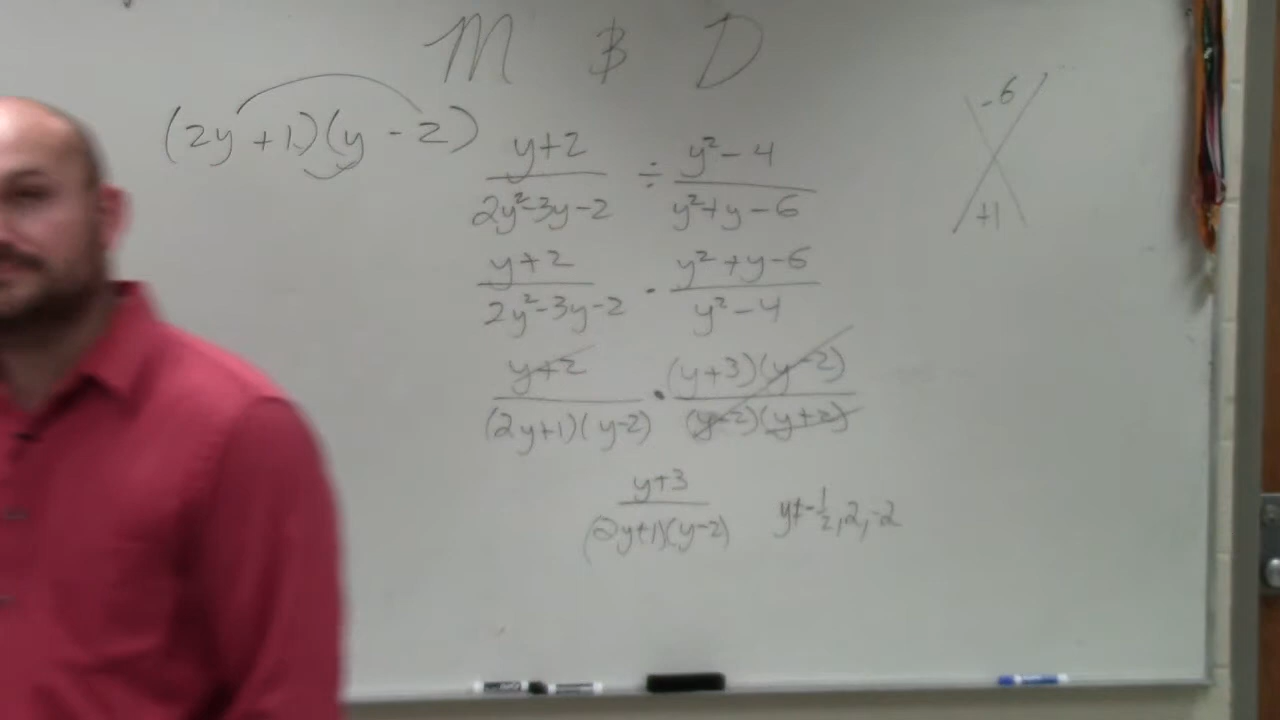 M & D
(2y + 1)(y - 2)
y+2 / 2y²-3y-2 ÷ y²-4 / y²+y-6
-6
+1
y+2 / 2y²-3y-2 · y²+y-6 / y²-4
y+2 / (2y+1)(y-2) · (y+3)(y-2) / (y-2)(y+2)
y+3 / (2y+1)(y-2) y≠-1/2, 2, -2